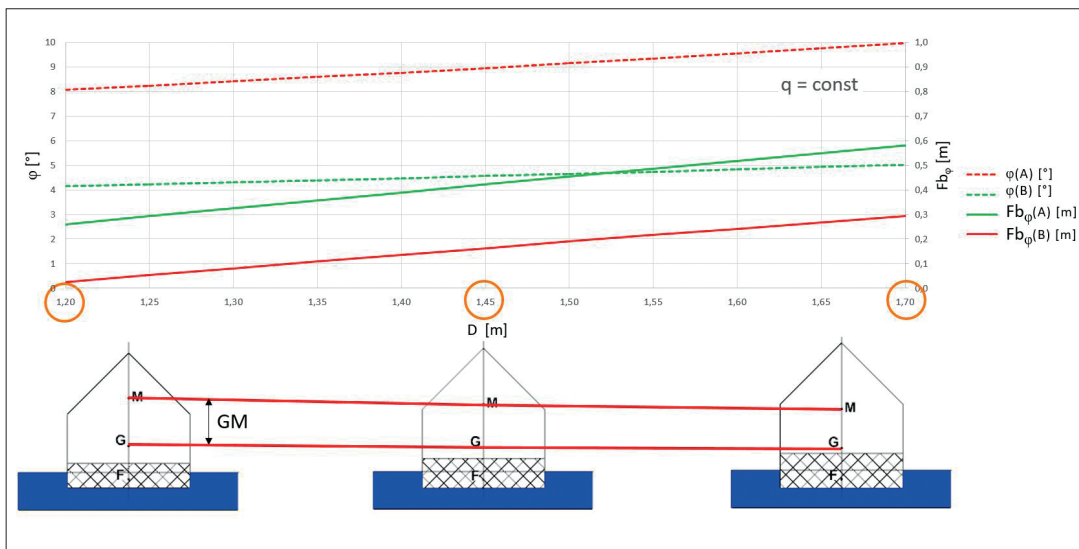 10
9
8
7
6
5
4
3
2
1
0
φ [°]
1,0
0,9
0,8
0,7
0,6
0,5
0,4
0,3
0,2
0,1
0,0
Fbφ [m]
q = const
φ(A) [°]
φ(B) [°]
Fbφ(A) [m]
Fbφ(B) [m]
1,20 1,25 1,30 1,35 1,40 1,45 1,50 1,55 1,60 1,65 1,70
D [m]
M
G
F
GM
M
G
F
M
G
F